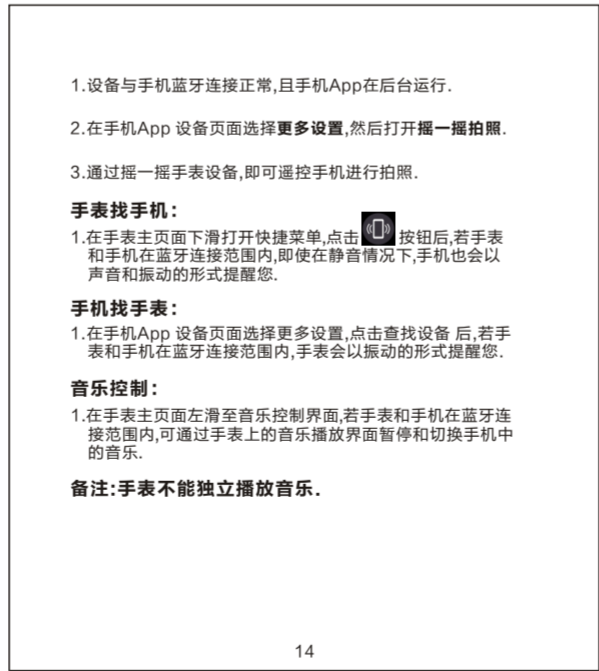 1.设备与手机蓝牙连接正常,且手机App在后台运行.
2.在手机App 设备页面选择更多设置,然后打开摇一摇拍照.
3.通过摇一摇手表设备,即可遥控手机进行拍照.
手表找手机：
1.在手表主页面下滑打开快捷菜单,点击 按钮后,若手表
和手机在蓝牙连接范围内,即使在静音情况下,手机也会以
声音和振动的形式提醒您.
手机找手表：
1.在手机App 设备页面选择更多设置,点击查找设备 后,若手
表和手机在蓝牙连接范围内,手表会以振动的形式提醒您.
音乐控制：
1.在手表主页面左滑至音乐控制界面,若手表和手机在蓝牙连
接范围内,可通过手表上的音乐播放界面暂停和切换手机中
的音乐.
备注:手表不能独立播放音乐.
14